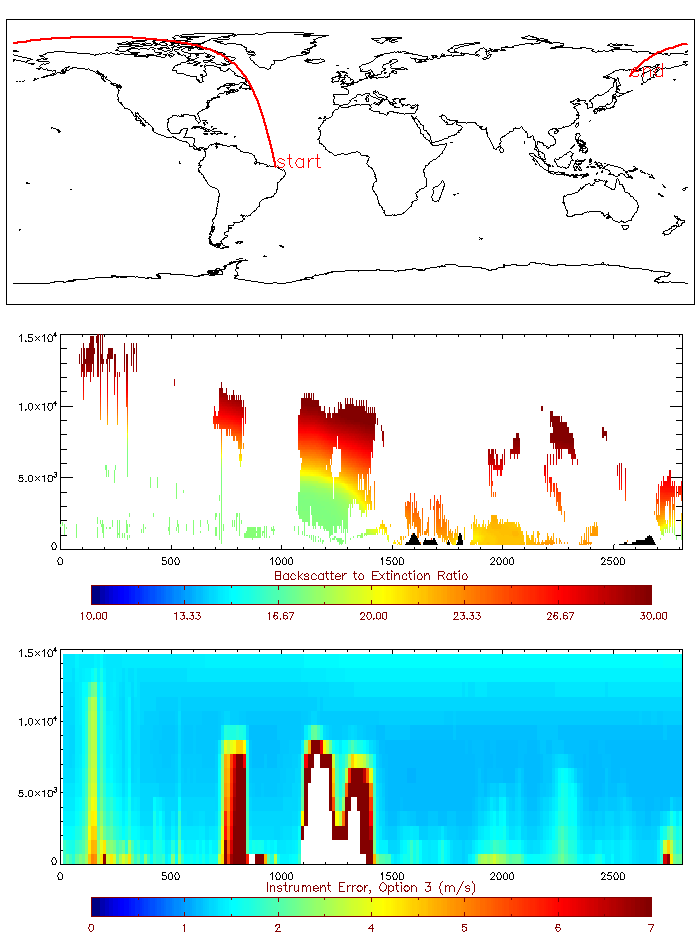 end
start
1.5×10⁴
1.0×10⁴
5.0×10³
0
0 500 1000 1500 2000 2500
Backscatter to Extinction Ratio
10.00 13.33 16.67 20.00 23.33 26.67 30.00
1.5×10⁴
1.0×10⁴
5.0×10³
0
0 500 1000 1500 2000 2500
Instrument Error, Option 3 (m/s)
0 1 2 4 5 6 7